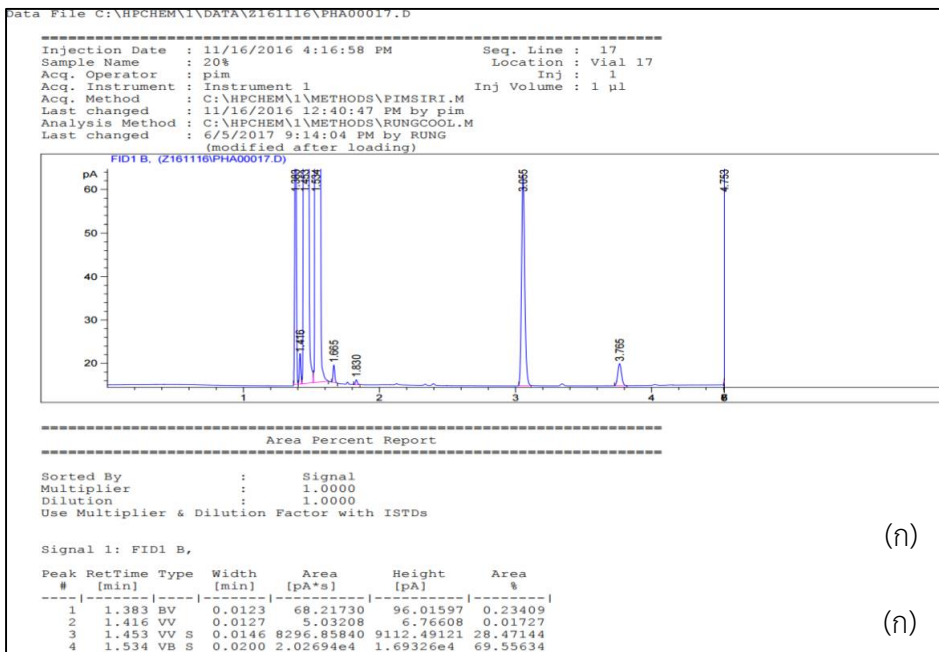 Data File C:\HPCHEM\1\DATA\Z161116\PHA00017.D
=====================================================================
Injection Date : 11/16/2016 4:16:58 PM Seq. Line : 17
Sample Name : 20% Location : Vial 17
Acq. Operator : pim Inj : 1
Acq. Instrument : Instrument 1 Inj Volume : 1 µl
Acq. Method : C:\HPCHEM\1\METHODS\PIMSIRI.M
Last changed : 11/16/2016 12:40:47 PM by pim
Analysis Method : C:\HPCHEM\1\METHODS\RUNGCOOL.M
Last changed : 6/5/2017 9:14:04 PM by RUNG
(modified after loading)
FID1 B, (Z161116\PHA00017.D)
pA
60
50
40
30
20
1.383
1.416
1.453
1.534
1.665
1.830
3.055
3.765
4.753
1 2 3 4
=====================================================================
Area Percent Report
=====================================================================
Sorted By : Signal
Multiplier : 1.0000
Dilution : 1.0000
Use Multiplier & Dilution Factor with ISTDs
(ก)
Signal 1: FID1 B,
Peak RetTime Type Width Area Height Area
# [min] [min] [pA*s] [pA] %
----|-------|----|-------|----------|----------|--------|
1 1.383 BV 0.0123 68.21730 96.01597 0.23409
2 1.416 VV 0.0127 5.03208 6.76608 0.01727
(ก)
3 1.453 VV S 0.0146 8296.85840 9112.49121 28.47144
4 1.534 VB S 0.0200 2.02694e4 1.69326e4 69.55634